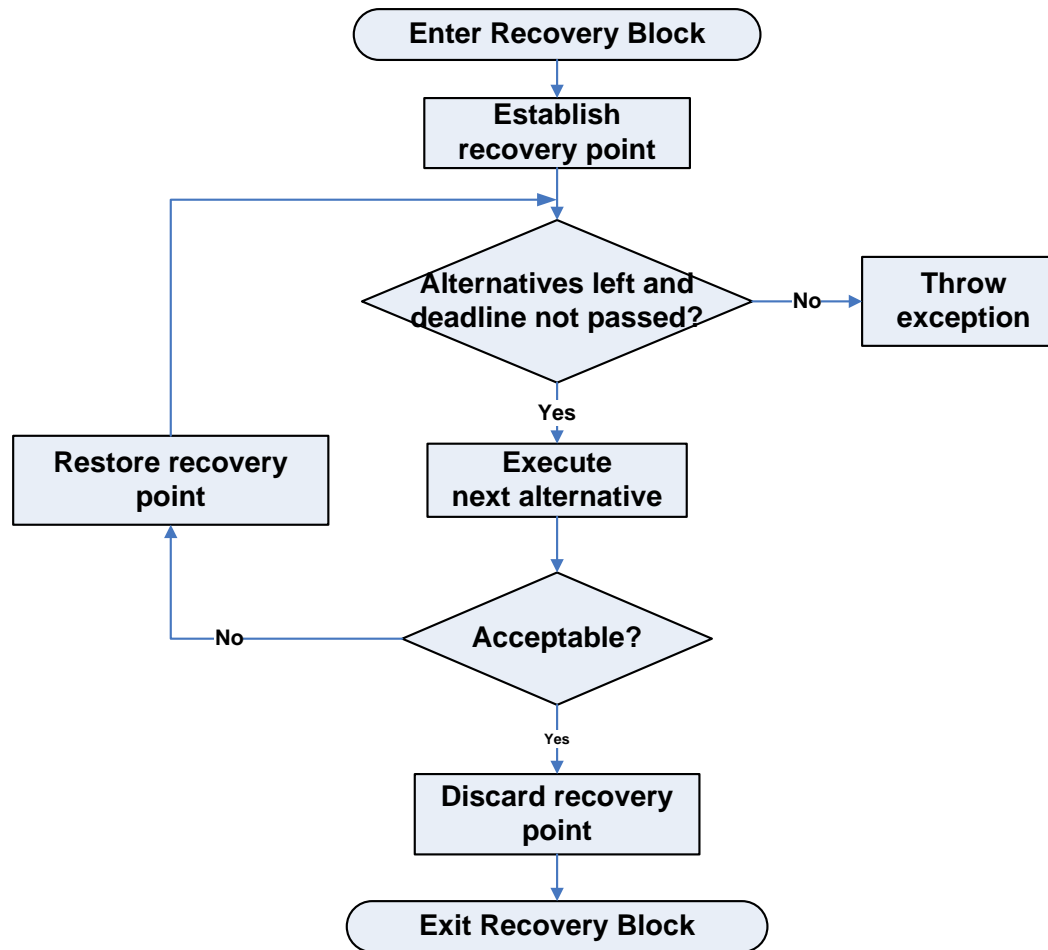 Enter Recovery Block
Establish
recovery point
Alternatives left and
deadline not passed?
No
Throw
exception
Yes
Restore recovery
point
Execute
next alternative
Acceptable?
No
Yes
Discard recovery
point
Exit Recovery Block